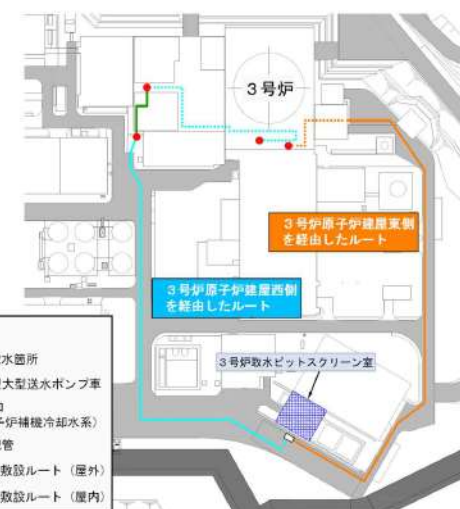 3号炉
3号炉原子炉建屋東側
を経由したルート
3号炉原子炉建屋西側
を経由したルート
3号炉取水ピットスクリーン室
水箇所
大型送水ポンプ車
子炉補機冷却水系）
管
敷設ルート（屋外）
敷設ルート（屋内）